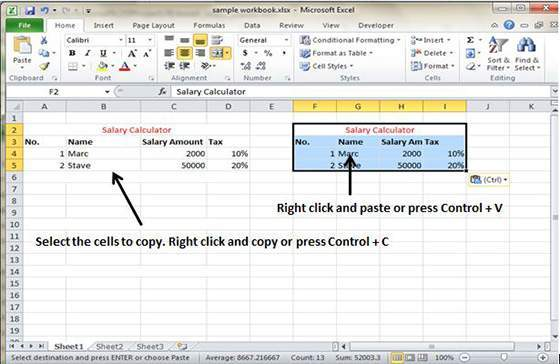 sample workbook.xlsx - Microsoft Excel
File Home Insert Page Layout Formulas Data Review View Developer
Calibri 11 General Conditional Formatting Insert
Paste B I U $ % , Format as Table Delete Sort & Filter Find & Select
Cell Styles Format
Clipboard Font Alignment Number Styles Cells Editing
F2 fx Salary Calculator
A B C D E F G H I J K L
1
2 Salary Calculator Salary Calculator
3 No. Name Salary Amount Tax No. Name Salary Am Tax
4 1 Marc 2000 10% 1 Marc 2000 10%
5 2 Stave 50000 20% 2 Stave 50000 20%
6 (Ctrl)
7
8 Right click and paste or press Control + V
9
10
11 Select the cells to copy. Right click and copy or press Control + C
12
13
14
15
16
17
18
19
Sheet1 Sheet2 Sheet3
Select destination and press ENTER or choose Paste Average: 8667.216667 Count: 13 Sum: 52003.3 100%